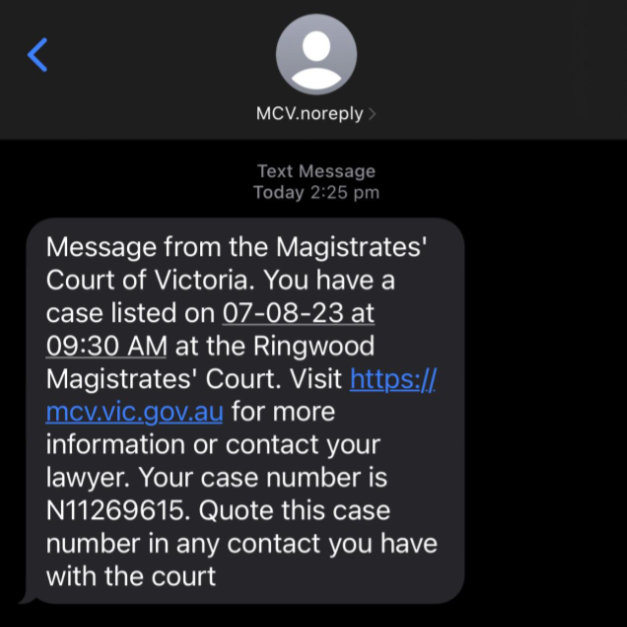 MCV.noreply
Text Message
Today 2:25 pm
Message from the Magistrates'
Court of Victoria. You have a
case listed on 07-08-23 at
09:30 AM at the Ringwood
Magistrates' Court. Visit https://
mcv.vic.gov.au for more
information or contact your
lawyer. Your case number is
N11269615. Quote this case
number in any contact you have
with the court